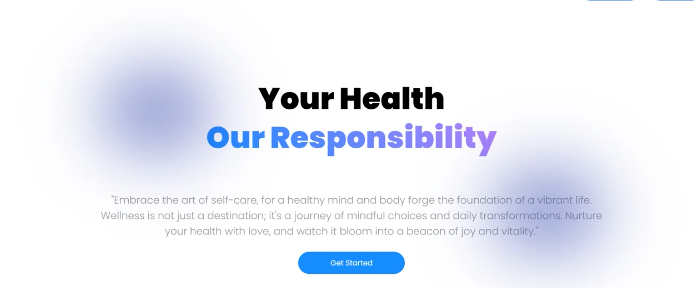 Your Health
Our Responsibility
"Embrace the art of self-care, for a healthy mind and body forge the foundation of a vibrant life.
Wellness is not just a destination; it's a journey of mindful choices and daily transformations. Nurture
your health with love, and watch it bloom into a beacon of joy and vitality."
Get Started